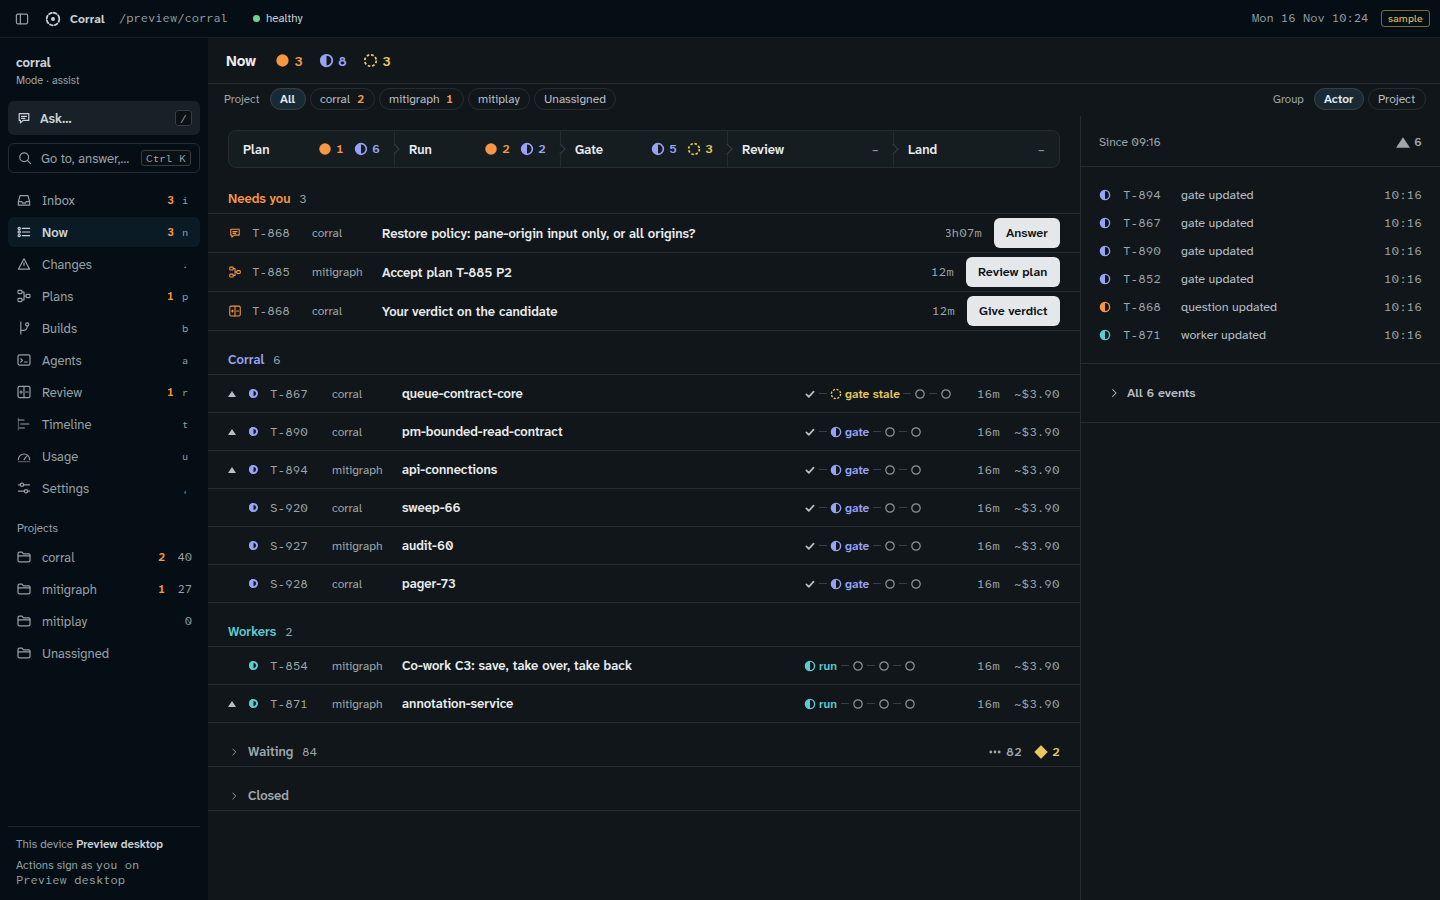 Corral /preview/corral healthy Mon 16 Nov 10:24 sample
corral
Mode · assist
Ask... /
Go to, answer,... Ctrl K
Inbox 3 i
Now 3 n
Changes .
Plans 1 p
Builds b
Agents a
Review 1 r
Timeline t
Usage u
Settings ,
Projects
corral 2 40
mitigraph 1 27
mitiplay 0
Unassigned
This device Preview desktop
Actions sign as you on
Preview desktop
Now 3 8 3
Project All corral 2 mitigraph 1 mitiplay Unassigned Group Actor Project
Plan 1 6 Run 2 2 Gate 5 3 Review – Land –
Needs you 3
T-868 corral Restore policy: pane-origin input only, or all origins? 3h07m Answer
T-885 mitigraph Accept plan T-885 P2 12m Review plan
T-868 corral Your verdict on the candidate 12m Give verdict
Corral 6
T-867 corral queue-contract-core gate stale 16m ~$3.90
T-890 corral pm-bounded-read-contract gate 16m ~$3.90
T-894 mitigraph api-connections gate 16m ~$3.90
S-920 corral sweep-66 gate 16m ~$3.90
S-927 mitigraph audit-60 gate 16m ~$3.90
S-928 corral pager-73 gate 16m ~$3.90
Workers 2
T-854 mitigraph Co-work C3: save, take over, take back run 16m ~$3.90
T-871 mitigraph annotation-service run 16m ~$3.90
Waiting 84 82 2
Closed
Since 09:16 6
T-894 gate updated 10:16
T-867 gate updated 10:16
T-890 gate updated 10:16
T-852 gate updated 10:16
T-868 question updated 10:16
T-871 worker updated 10:16
All 6 events